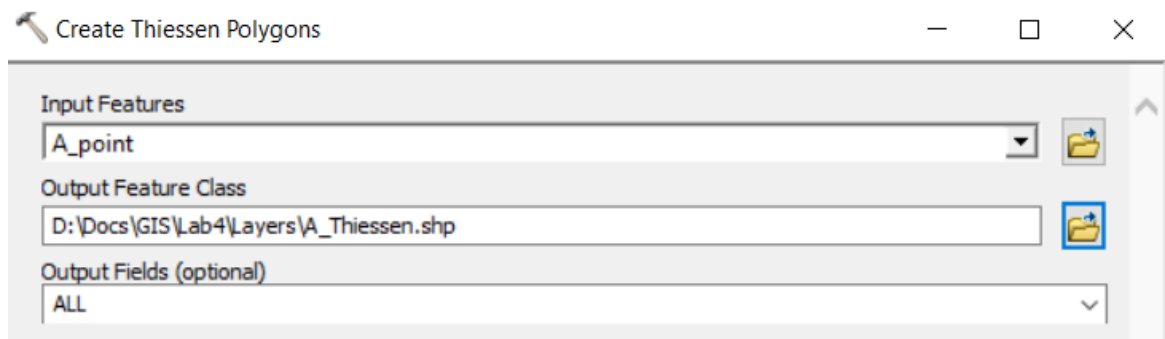 Create Thiessen Polygons
Input Features
A_point
Output Feature Class
D:\Docs\GIS\Lab4\Layers\A_Thiessen.shp
Output Fields (optional)
ALL